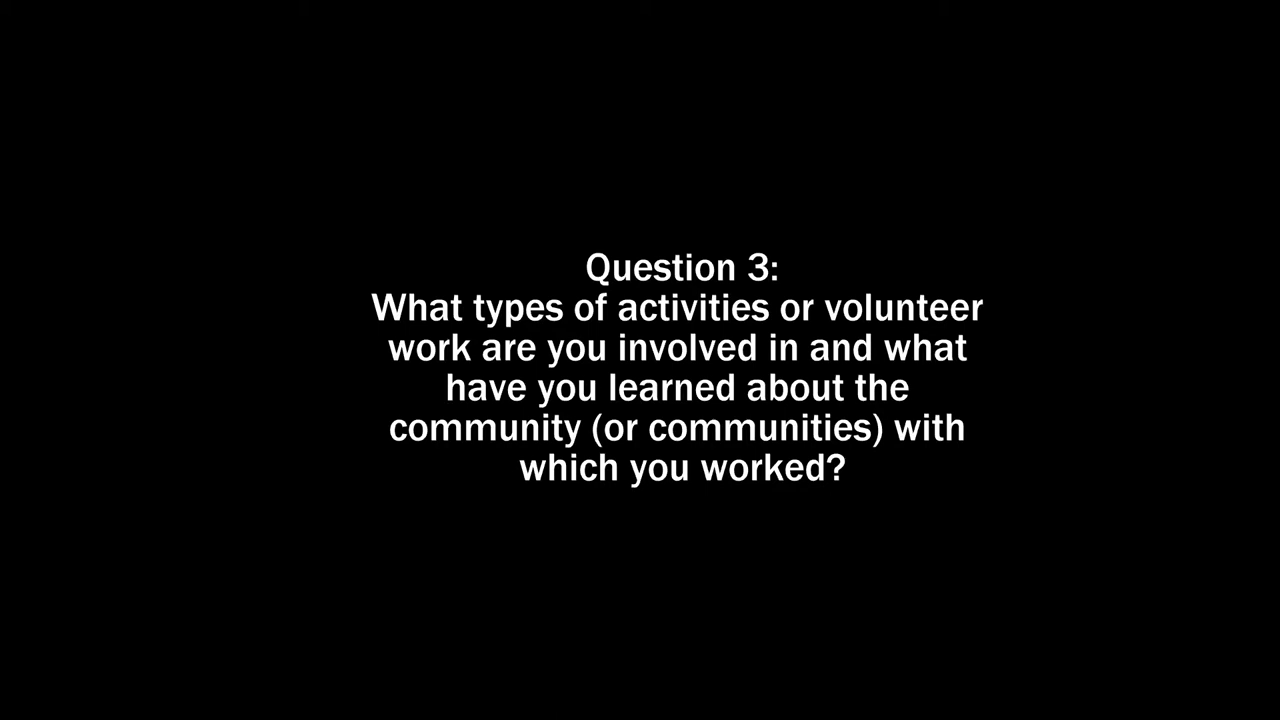 Question 3:
What types of activities or volunteer
work are you involved in and what
have you learned about the
community (or communities) with
which you worked?